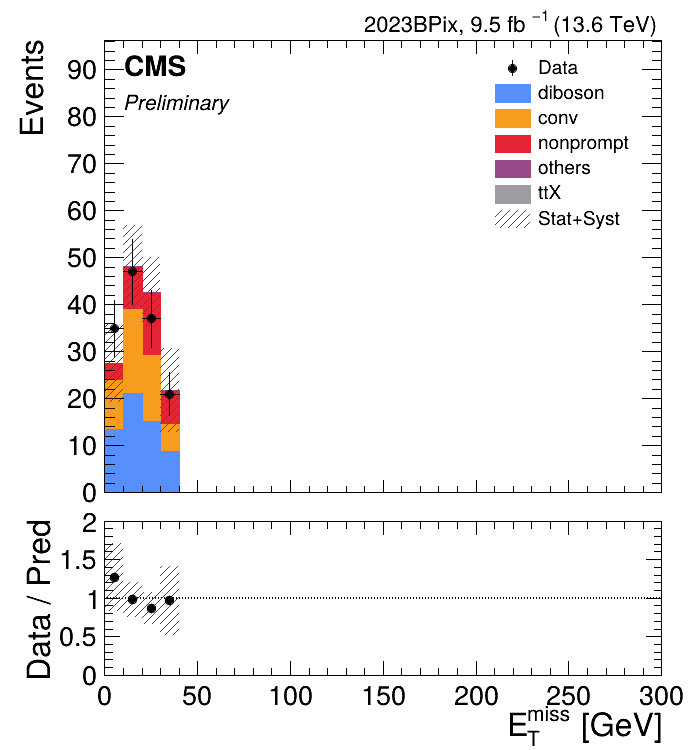 2023BPix, 9.5 fb⁻¹ (13.6 TeV)
CMS
Preliminary
Events
90
80
70
60
50
40
30
20
10
0
Data
diboson
conv
nonprompt
others
ttX
Stat+Syst
Data / Pred
2
1.5
1
0.5
0
0 50 100 150 200 250 300
E_T^miss [GeV]